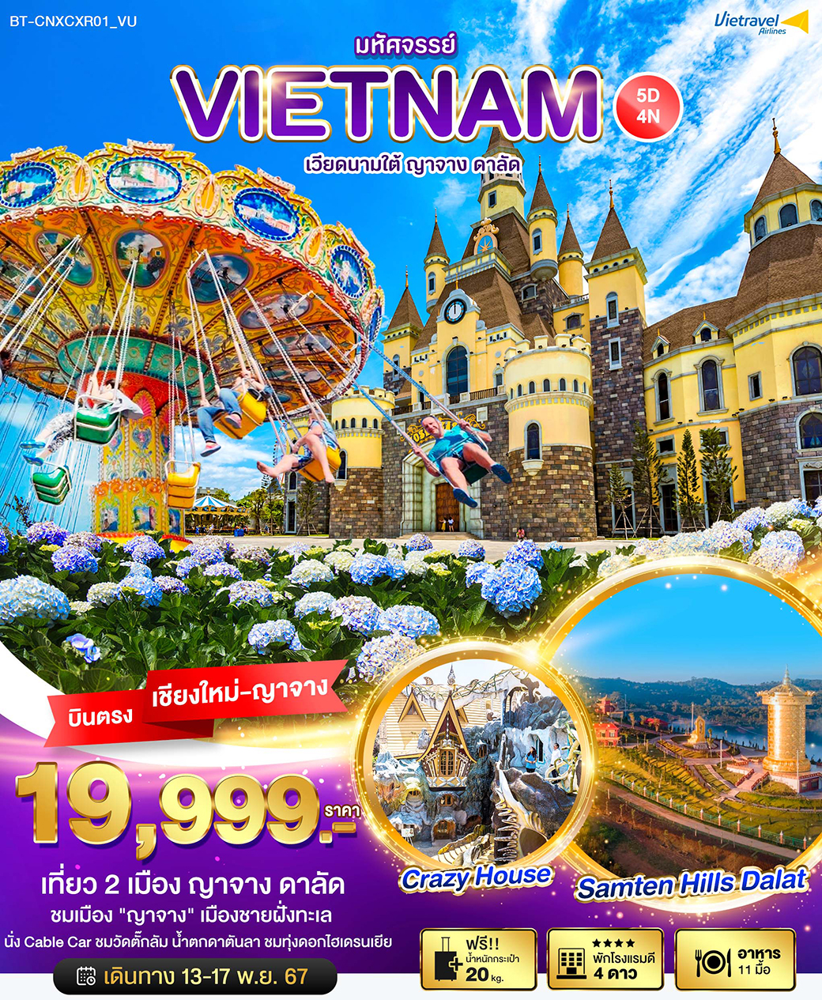 BT-CNXCXR01_VU
Vietravel
Airlines
มหัศจรรย์
VIETNAM
5D
4N
เวียดนามใต้ ญาจาง ดาลัด
บินตรง
เชียงใหม่-ญาจาง
19,999.-
ราคา
เที่ยว 2 เมือง ญาจาง ดาลัด
ชมเมือง "ญาจาง" เมืองชายฝั่งทะเล
นั่ง Cable Car ชมวัดตั๊กลัม น้ำตกดาตันลา ชมทุ่งดอกไฮเดรนเยีย
เดินทาง 13-17 พ.ย. 67
Crazy House
Samten Hills Dalat
ฟรี!!
น้ำหนักกระเป๋า
20 kg.
พักโรงแรมดี
4 ดาว
อาหาร
11 มื้อ